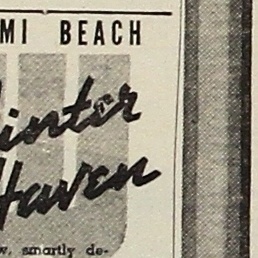 MI BEACH
inter
Haven
w, smartly de-